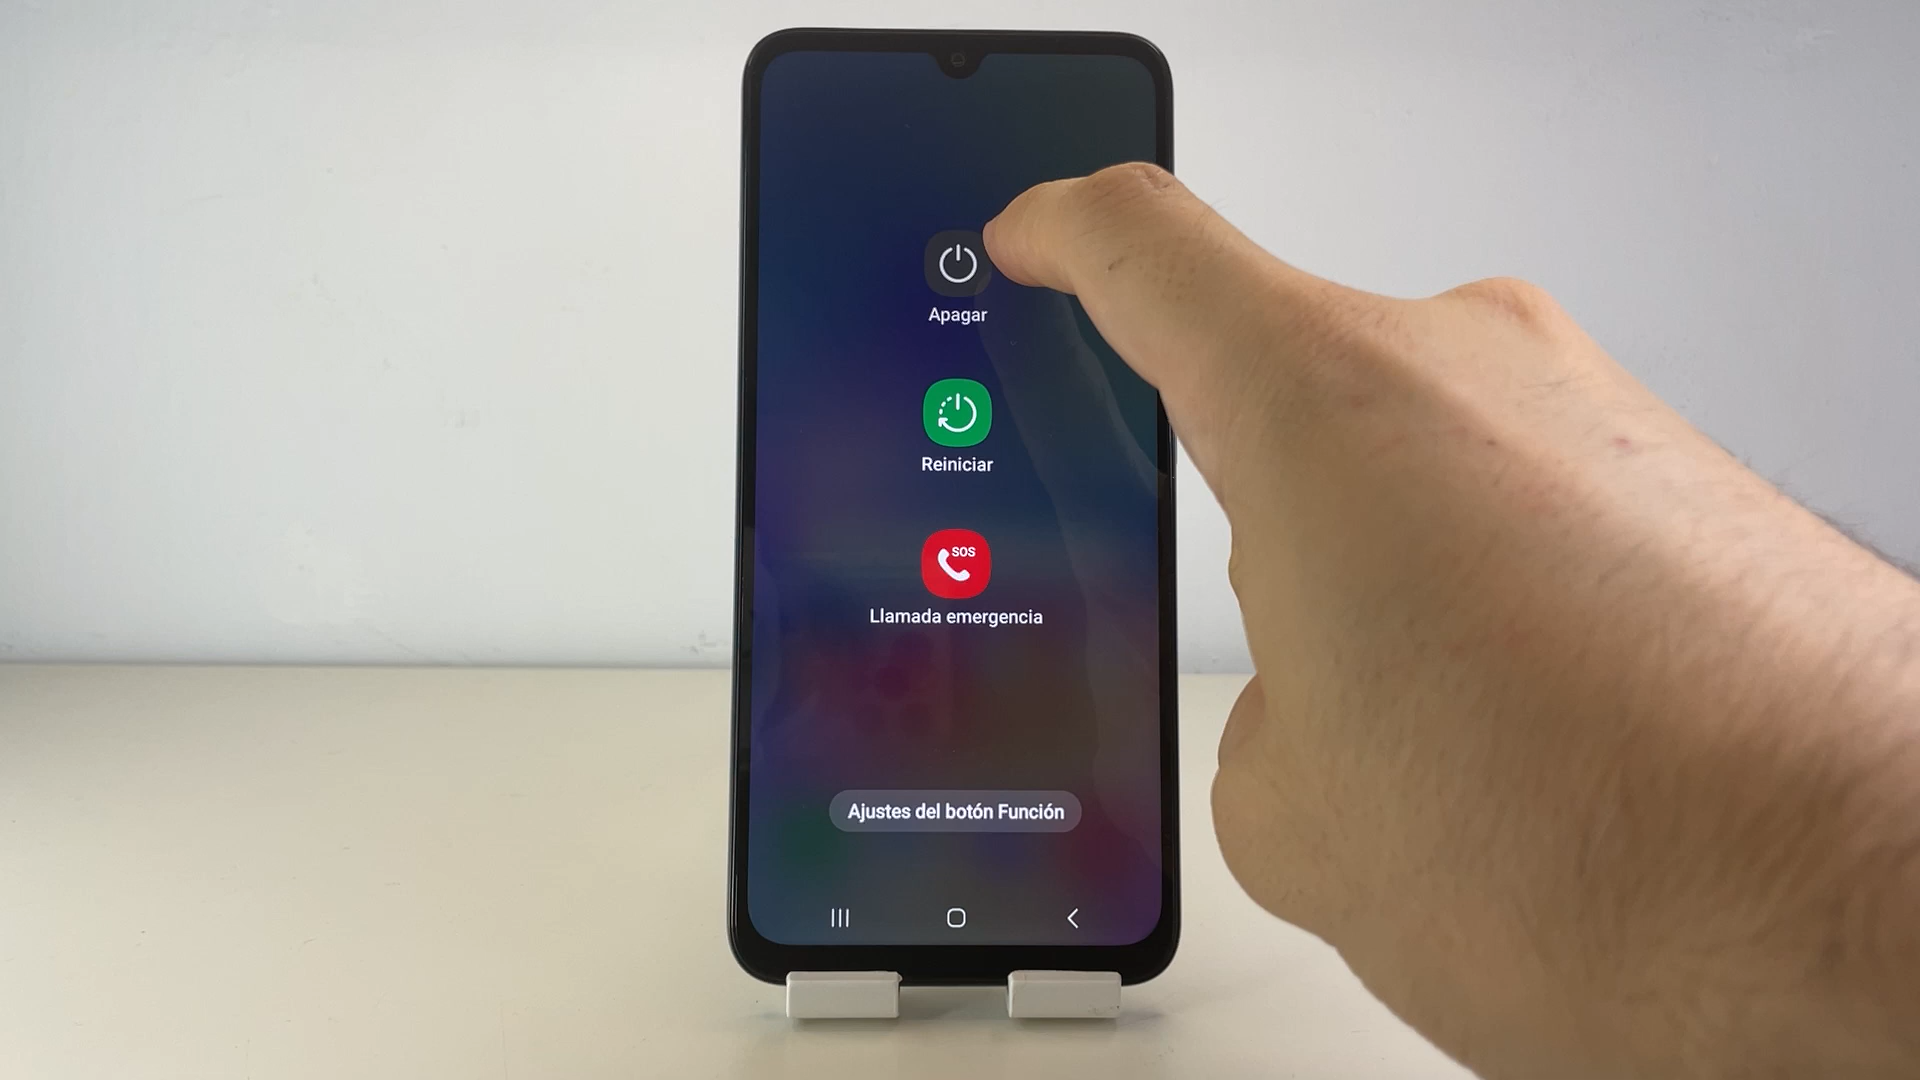 Apagar
Reiniciar
SOS
Llamada emergencia
Ajustes del botón Función